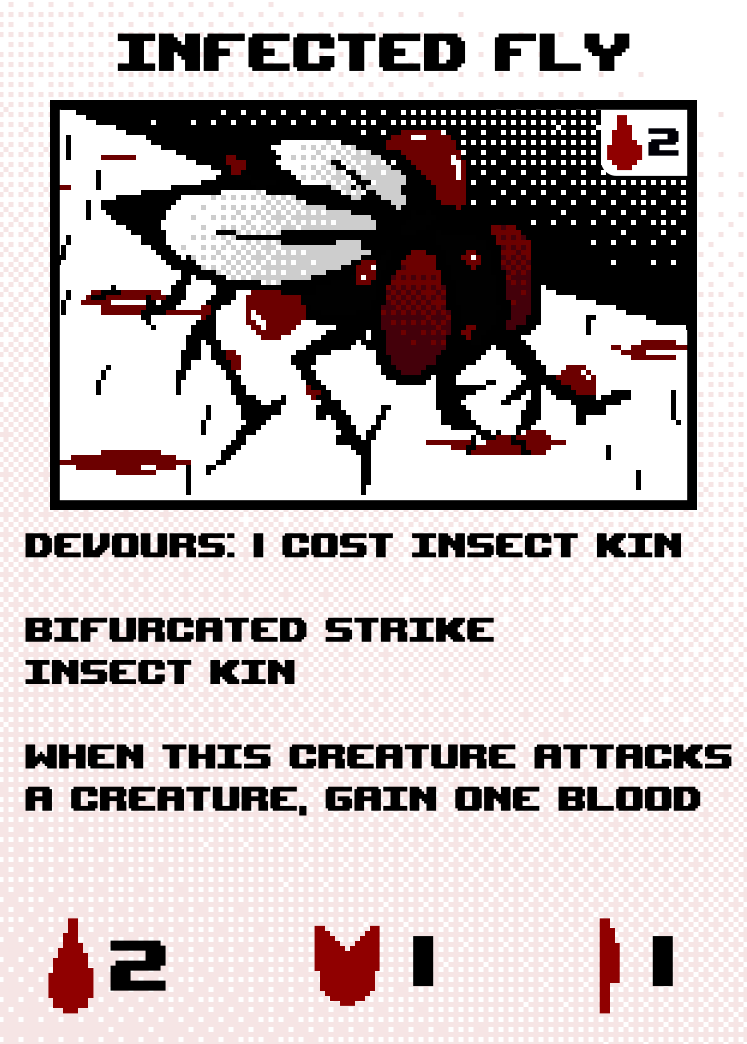 INFECTED FLY
2
DEVOURS: 1 COST INSECT KIN
BIFURCATED STRIKE
INSECT KIN
WHEN THIS CREATURE ATTACKS
A CREATURE, GAIN ONE BLOOD
2 1 1